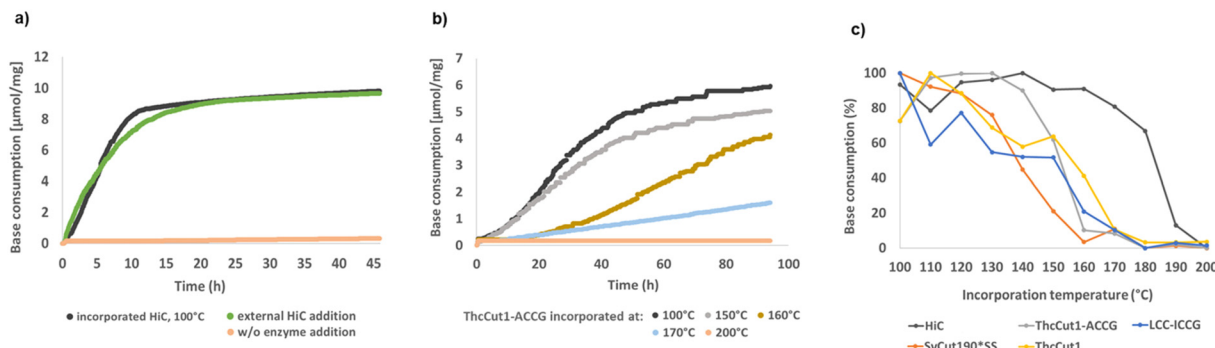 a)
Base consumption [µmol/mg]
12
10
8
6
4
2
0
0 5 10 15 20 25 30 35 40 45
Time (h)
incorporated HiC, 100°C
external HiC addition
w/o enzyme addition
b)
Base consumption [µmol/mg]
6
5
4
3
2
1
0
0 20 40 60 80 100
Time (h)
ThcCut1-ACCG incorporated at: 100°C 150°C 160°C
170°C 200°C
c)
Base consumption (%)
100
80
60
40
20
0
100 110 120 130 140 150 160 170 180 190 200
Incorporation temperature (°C)
HiC ThcCut1-ACCG LCC-ICCG
SvCut190*SS ThcCut1